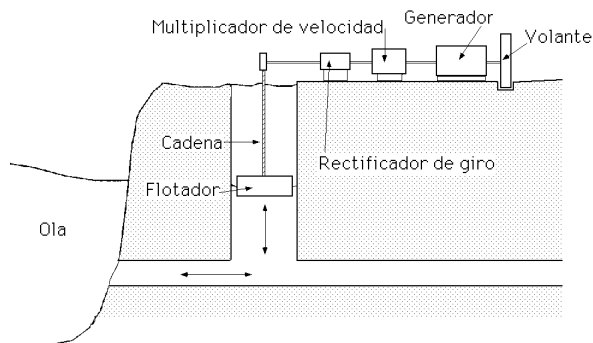 Generador
Multiplicador de velocidad
Volante
Cadena
Rectificador de giro
Flotador
Ola